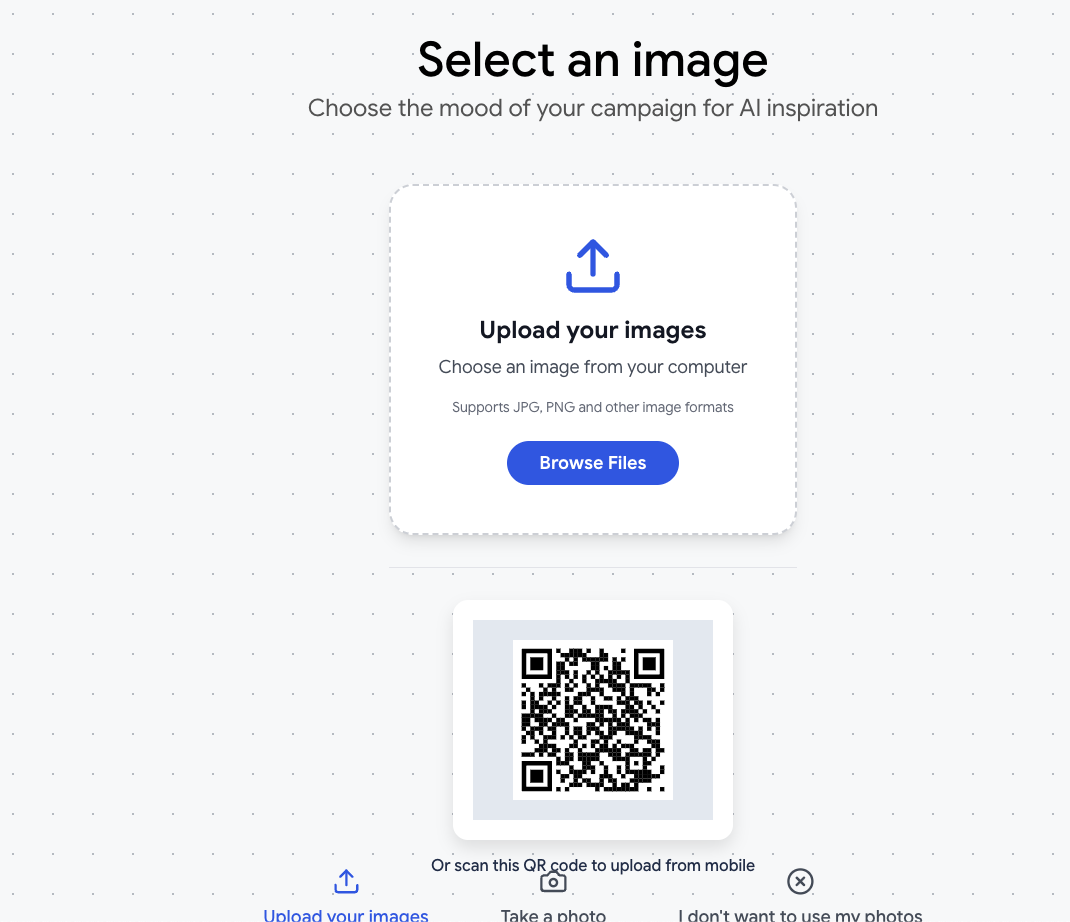 Select an image
Choose the mood of your campaign for AI inspiration
Upload your images
Choose an image from your computer
Supports JPG, PNG and other image formats
Browse Files
Or scan this QR code to upload from mobile
Upload your images
Take a photo
I don't want to use my photos